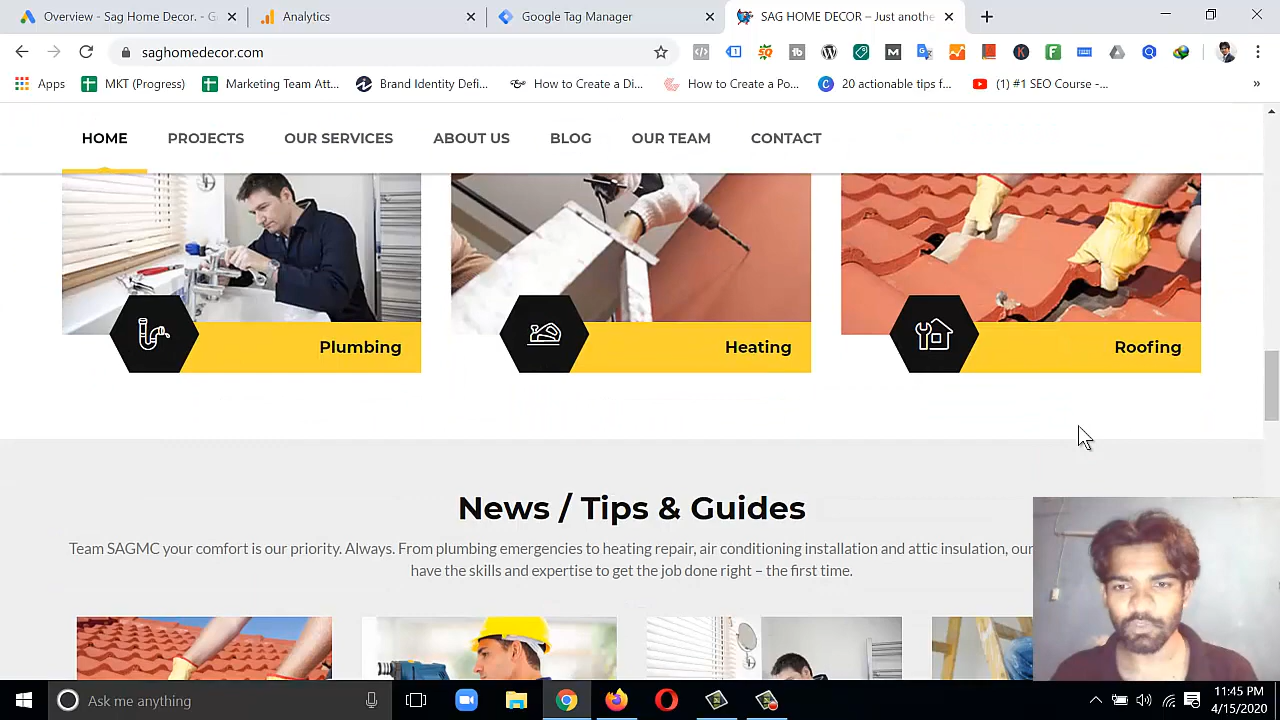 Overview - Sag Home Decor. - G
Analytics
Google Tag Manager
SAG HOME DECOR – Just anothe
saghomedecor.com
Apps
MKT (Progress)
Marketing Team Att...
Brand Identity Defi...
How to Create a Di...
How to Create a Po...
20 actionable tips f...
(1) #1 SEO Course -...
»
HOME
PROJECTS
OUR SERVICES
ABOUT US
BLOG
OUR TEAM
CONTACT
Plumbing
Heating
Roofing
News / Tips & Guides
Team SAGMC your comfort is our priority. Always. From plumbing emergencies to heating repair, air conditioning installation and attic insulation, our
have the skills and expertise to get the job done right – the first time.
Ask me anything
11:45 PM
4/15/2020